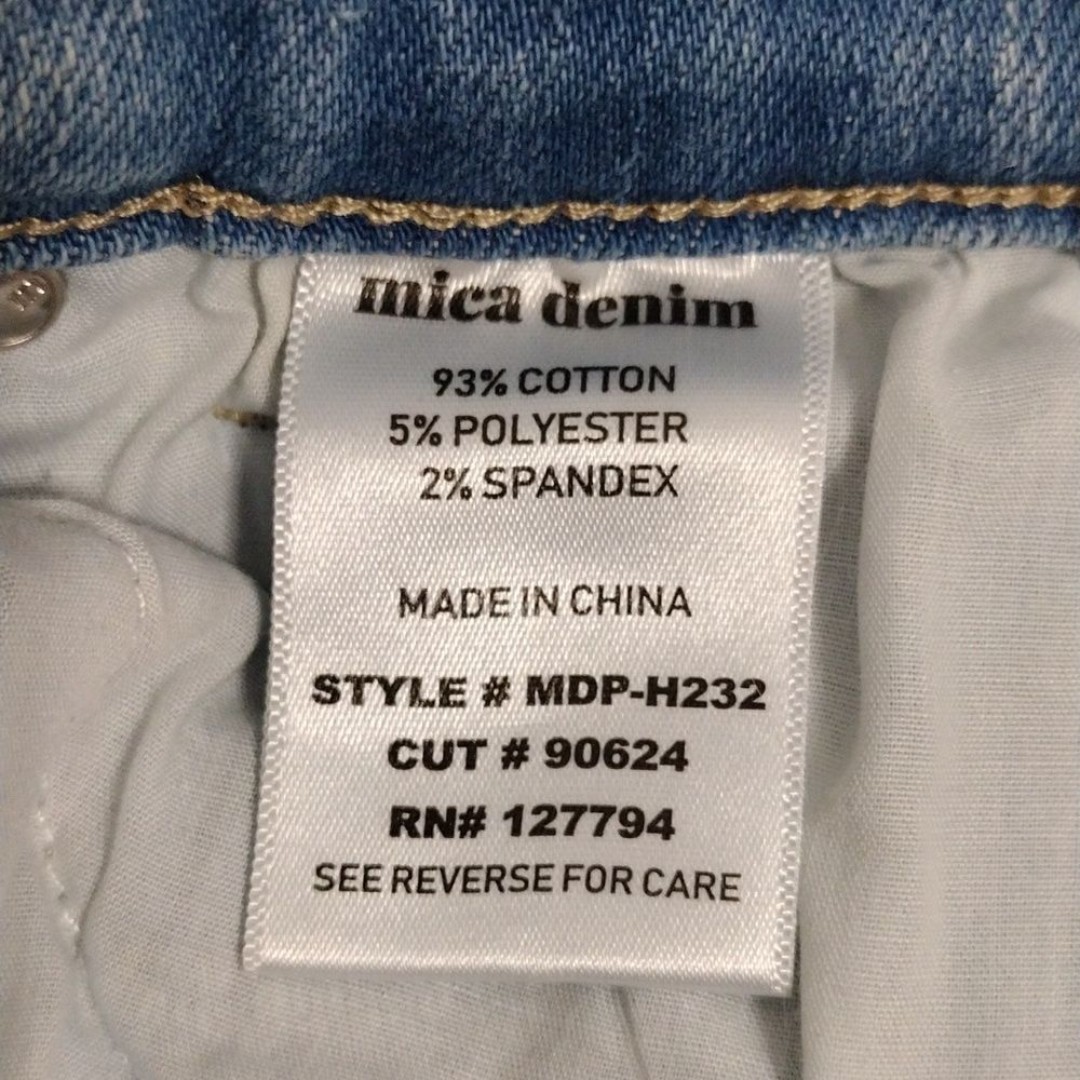 mica denim
93% COTTON
5% POLYESTER
2% SPANDEX
MADE IN CHINA
STYLE # MDP-H232
CUT # 90624
RN# 127794
SEE REVERSE FOR CARE